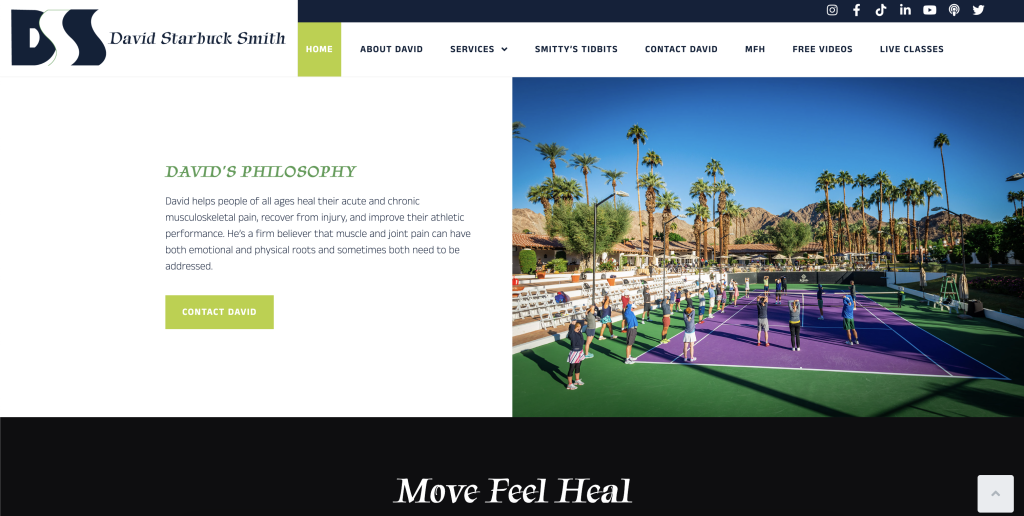 DSS
David Starbuck Smith
HOME
ABOUT DAVID
SERVICES
SMITTY'S TIDBITS
CONTACT DAVID
MFH
FREE VIDEOS
LIVE CLASSES
DAVID'S PHILOSOPHY
David helps people of all ages heal their acute and chronic
musculoskeletal pain, recover from injury, and improve their athletic
performance. He's a firm believer that muscle and joint pain can have
both emotional and physical roots and sometimes both need to be
addressed.
CONTACT DAVID
Move Feel Heal